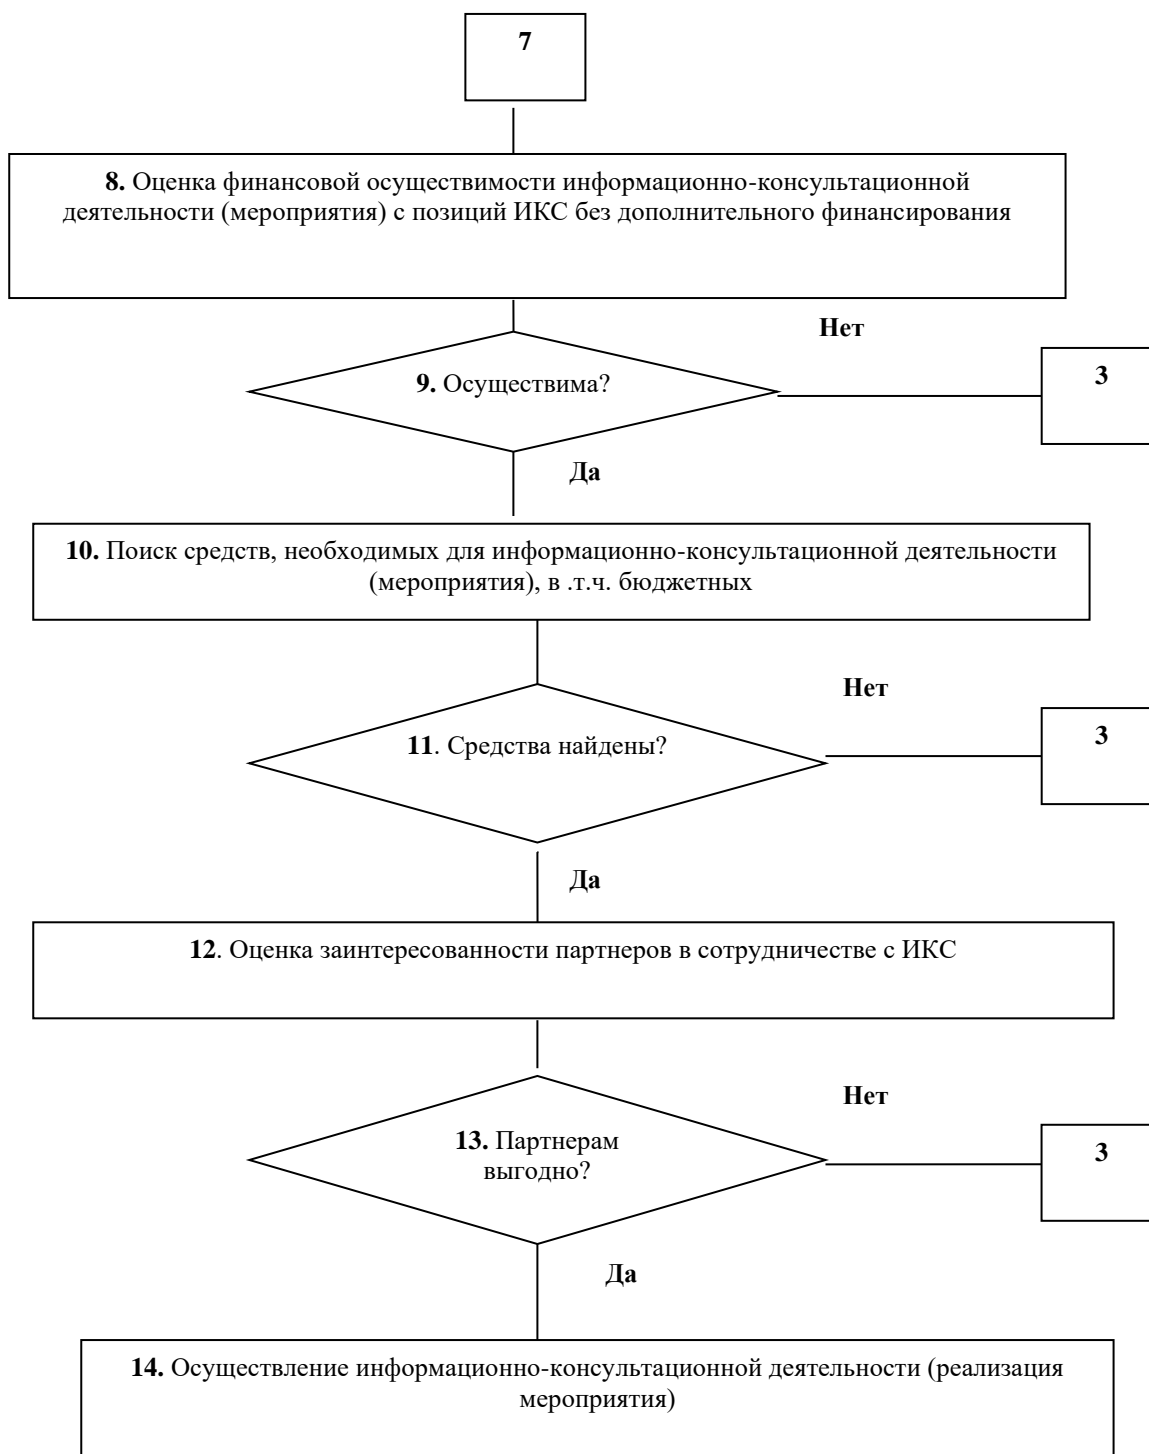 7
8. Оценка финансовой осуществимости информационно-консультационной
деятельности (мероприятия) с позиций ИКС без дополнительного финансирования
Нет
9. Осуществима?
3
Да
10. Поиск средств, необходимых для информационно-консультационной деятельности
(мероприятия), в .т.ч. бюджетных
Нет
11. Средства найдены?
3
Да
12. Оценка заинтересованности партнеров в сотрудничестве с ИКС
Нет
13. Партнерам
выгодно?
3
Да
14. Осуществление информационно-консультационной деятельности (реализация
мероприятия)